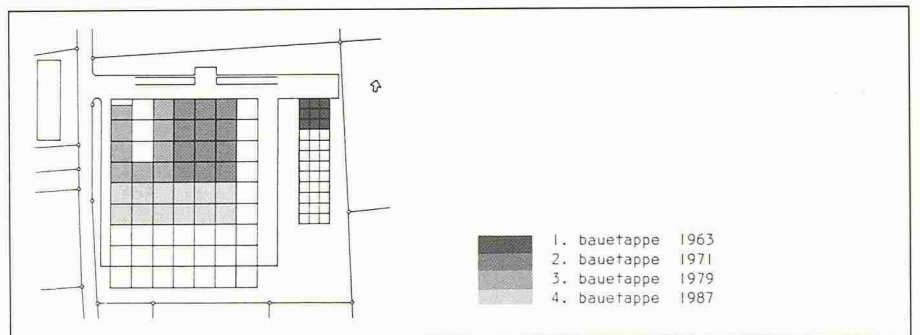 1. bauetappe 1963
2. bauetappe 1971
3. bauetappe 1979
4. bauetappe 1987